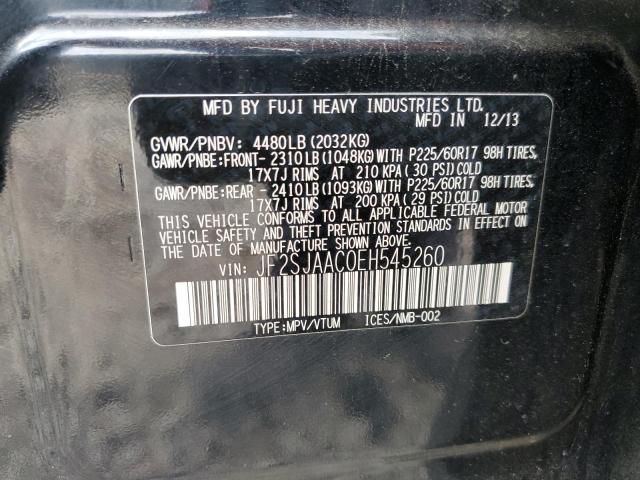 MFD BY FUJI HEAVY INDUSTRIES LTD.
MFD IN 12/13
GVWR/PNBV: 4480LB(2032KG)
GAWR/PNBE:FRONT-2310LB(1048KG)WITH P225/60R17 98H TIRES,
17X7J RIMS AT 210 KPA(30 PSI)COLD
GAWR/PNBE:REAR -2410LB(1093KG)WITH P225/60R17 98H TIRES,
17X7J RIMS AT 200 KPA(29 PSI)COLD
THIS VEHICLE CONFORMS TO ALL APPLICABLE FEDERAL MOTOR
VEHICLE SAFETY AND THEFT PREVENTION STANDARDS IN EFFECT ON
THE DATE OF MANUFACTURE SHOWN ABOVE.
VIN: JF2SJAAC0EH545260
TYPE:MPV/VTUM ICES/NMB-002